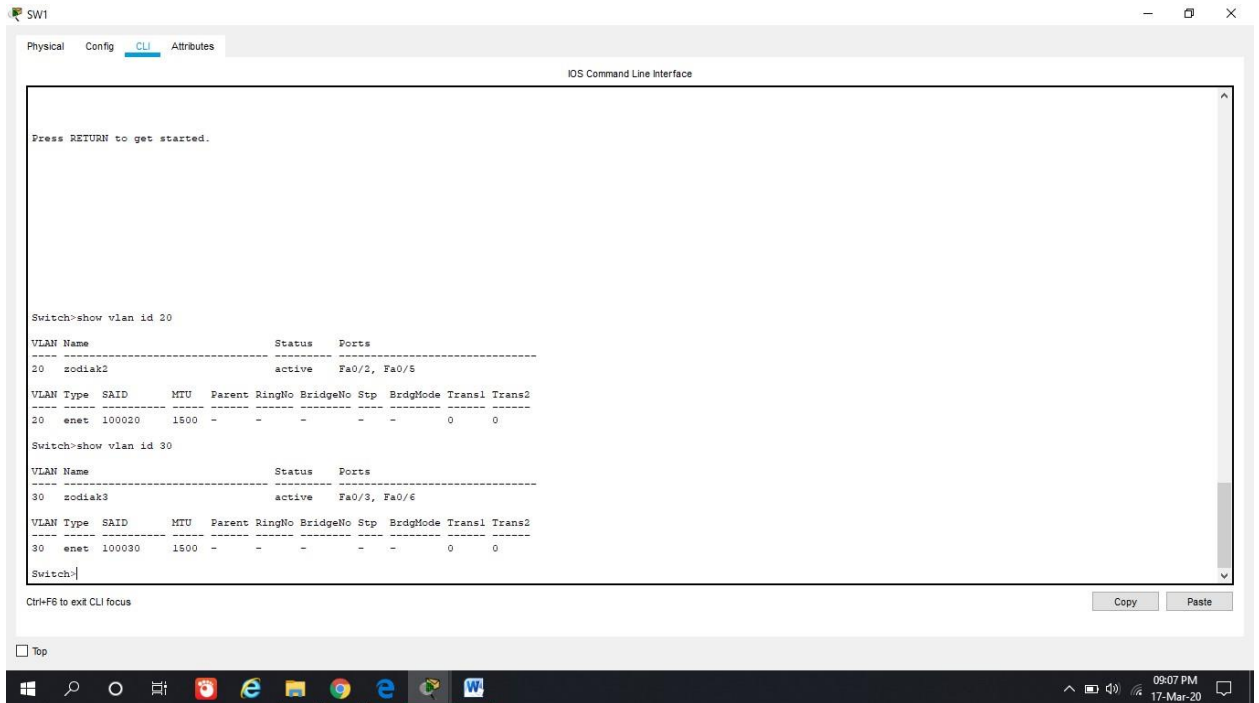 SW1
Physical Config CLI Attributes
IOS Command Line Interface
Press RETURN to get started.
Switch>show vlan id 20
VLAN Name                             Status    Ports
---- -------------------------------- --------- -------------------------------
20   zodiak2                          active    Fa0/2, Fa0/5
VLAN Type  SAID       MTU   Parent RingNo BridgeNo Stp  BrdgMode Trans1 Trans2
---- ----- ---------- ----- ------ ------ -------- ---- -------- ------ ------
20   enet  100020     1500  -      -      -        -    -        0      0
Switch>show vlan id 30
VLAN Name                             Status    Ports
---- -------------------------------- --------- -------------------------------
30   zodiak3                          active    Fa0/3, Fa0/6
VLAN Type  SAID       MTU   Parent RingNo BridgeNo Stp  BrdgMode Trans1 Trans2
---- ----- ---------- ----- ------ ------ -------- ---- -------- ------ ------
30   enet  100030     1500  -      -      -        -    -        0      0
Switch>
Ctrl+F6 to exit CLI focus
Copy Paste
Top
09:07 PM
17-Mar-20